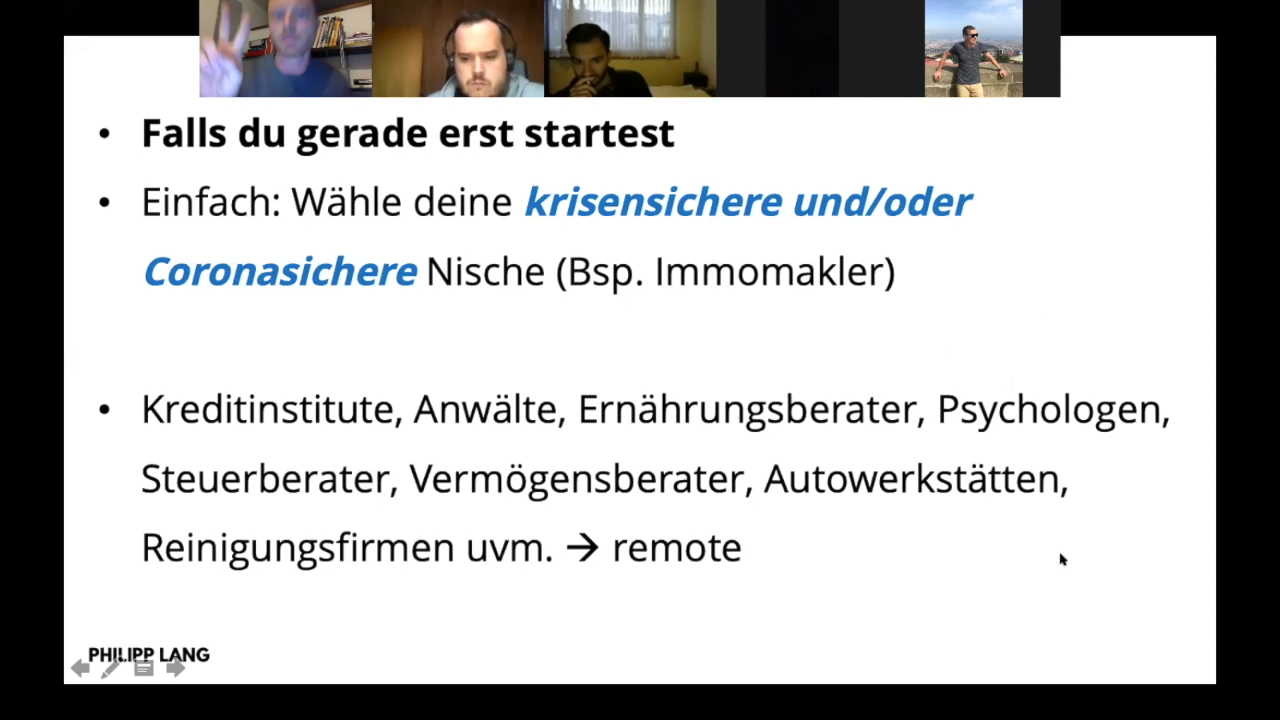 • Falls du gerade erst startest
• Einfach: Wähle deine krisensichere und/oder
Coronasichere Nische (Bsp. Immomakler)
• Kreditinstitute, Anwälte, Ernährungsberater, Psychologen,
Steuerberater, Vermögensberater, Autowerkstätten,
Reinigungsfirmen uvm. → remote
PHILIPP LANG